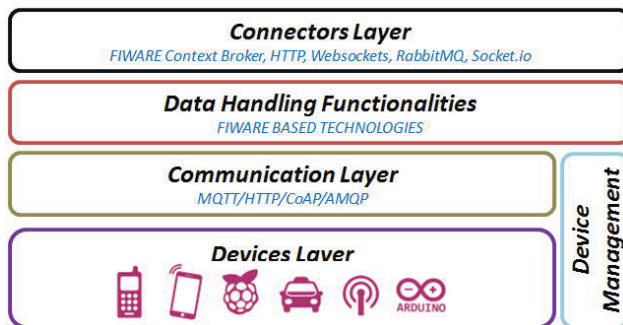 Connectors Layer
FIWARE Context Broker, HTTP, Websockets, RabbitMQ, Socket.io
Data Handling Functionalities
FIWARE BASED TECHNOLOGIES
Communication Layer
MQTT/HTTP/CoAP/AMQP
Devices Layer
ARDUINO
Device
Management